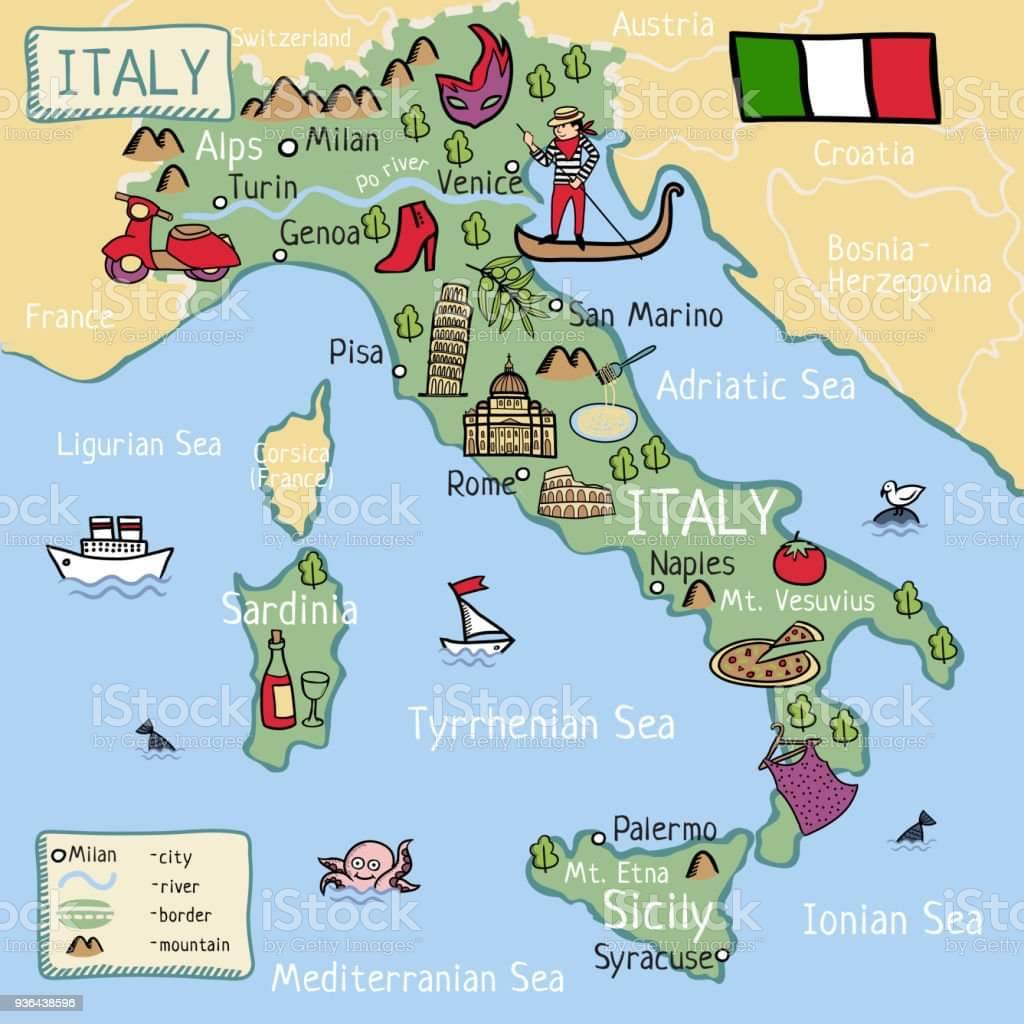 ITALY
Switzerland
Austria
Alps
Milan
Croatia
Turin
po river
Venice
Genoa
Bosnia-
Herzegovina
France
San Marino
Pisa
Adriatic Sea
Ligurian Sea
Corsica
(France)
Rome
ITALY
Naples
Mt. Vesuvius
Sardinia
Tyrrhenian Sea
Palermo
Mt. Etna
Sicily
Ionian Sea
Syracuse
Mediterranean Sea
Milan -city
-river
-border
-mountain
iStock
by Getty Images™
936438596